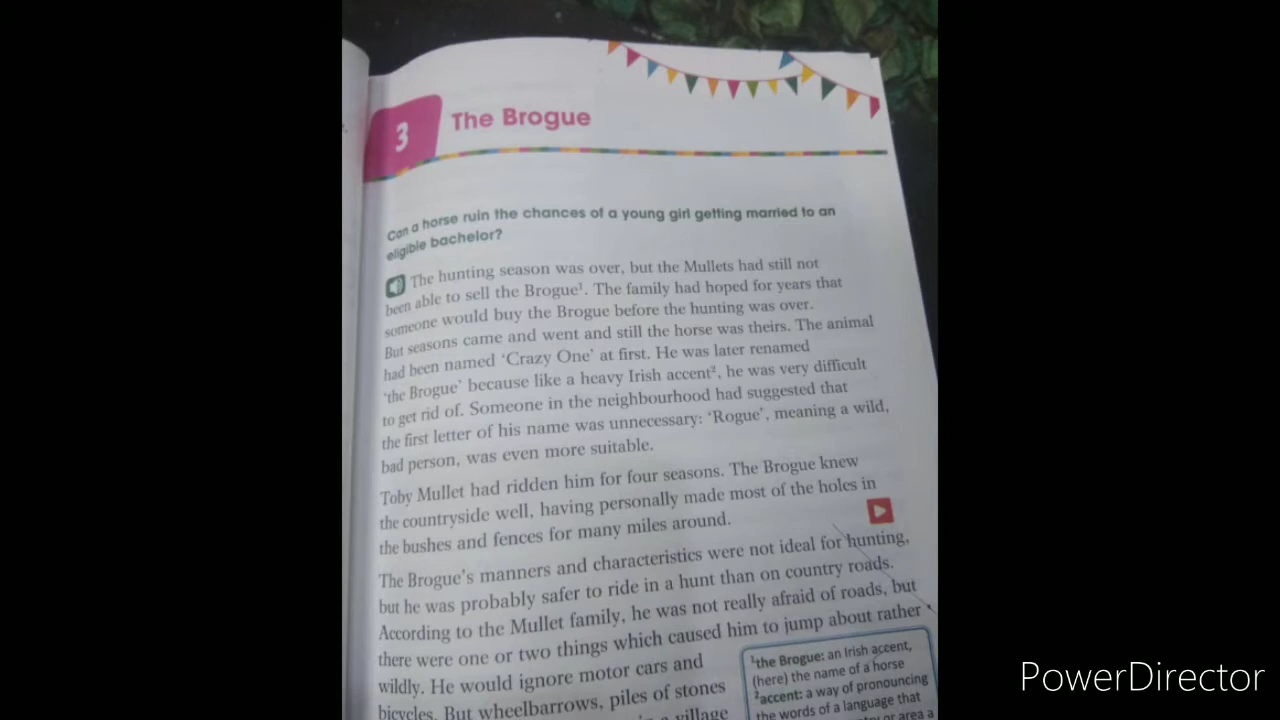 3
The Brogue
Can a horse ruin the chances of a young girl getting married to an
eligible bachelor?
The hunting season was over, but the Mullets had still not
been able to sell the Brogue¹. The family had hoped for years that
someone would buy the Brogue before the hunting was over.
But seasons came and went and still the horse was theirs. The animal
had been named ‘Crazy One’ at first. He was later renamed
‘the Brogue’ because like a heavy Irish accent², he was very difficult
to get rid of. Someone in the neighbourhood had suggested that
the first letter of his name was unnecessary: ‘Rogue’, meaning a wild,
bad person, was even more suitable.
Toby Mullet had ridden him for four seasons. The Brogue knew
the countryside well, having personally made most of the holes in
the bushes and fences for many miles around.
The Brogue’s manners and characteristics were not ideal for hunting,
but he was probably safer to ride in a hunt than on country roads.
According to the Mullet family, he was not really afraid of roads, but
there were one or two things which caused him to jump about rather
wildly. He would ignore motor cars and
bicycles. But wheelbarrows, piles of stones
village
¹the Brogue: an Irish accent,
(here) the name of a horse
²accent: a way of pronouncing
the words of a language that
or area a
PowerDirector